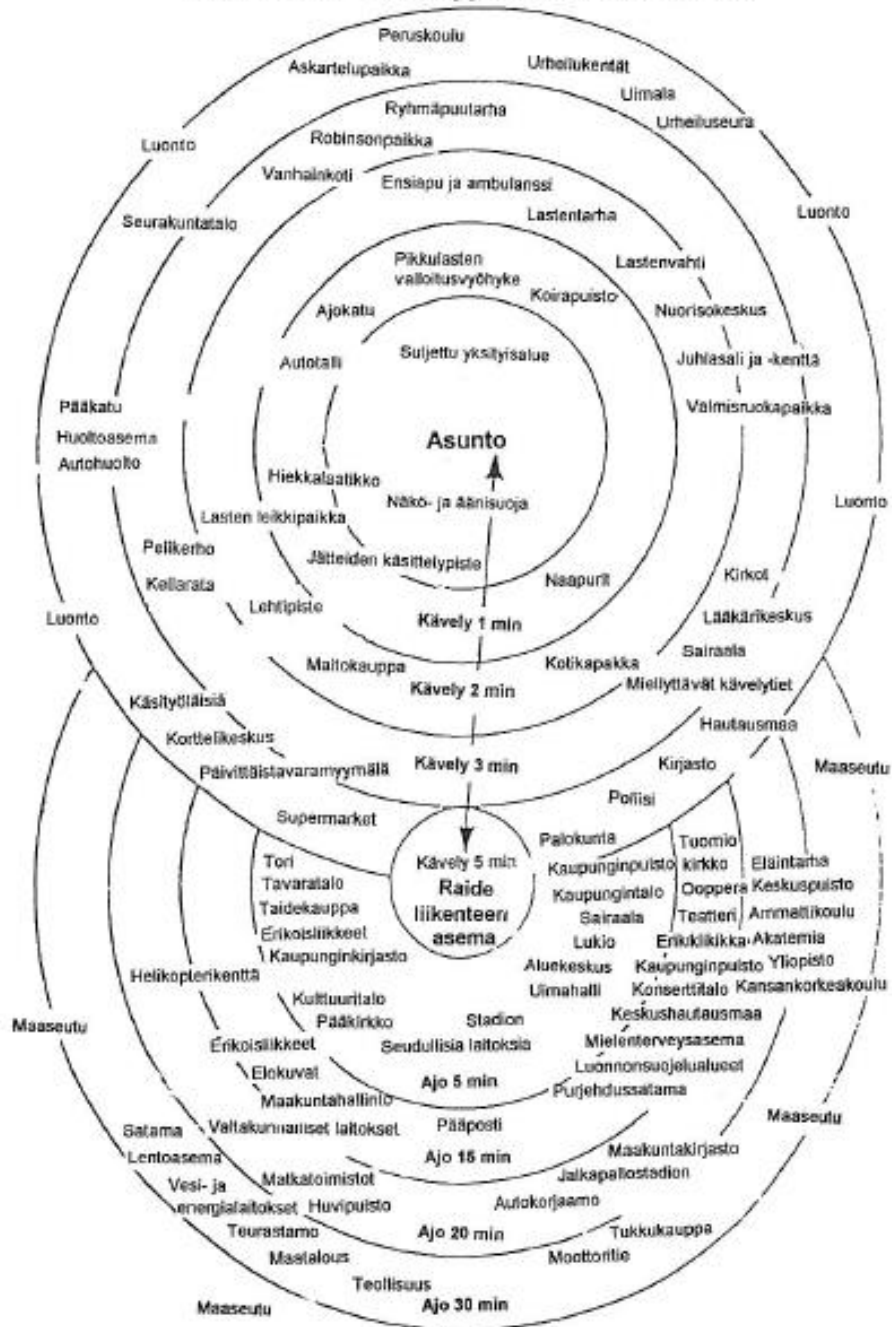 Peruskoulu
Askartelupaikka
Urheilukentät
Uimala
Ryhmäpuutarha
Urheiluseura
Robinsonpaikka
Luonto
Vanhainkoti
Ensiapu ja ambulanssi
Lastentarha
Luonto
Seurakuntatalo
Pikkulasten
valloitusvyöhyke
Lastenvahti
Koirapuisto
Ajokatu
Nuorisokeskus
Suljettu yksityisalue
Autotalli
Juhlasali ja -kenttä
Pääkatu
Valmisruokapaikka
Huoltoasema
Asunto
Autohuolto
Hiekkalaatikko
Näkö- ja äänisuoja
Luonto
Lasten leikkipaikka
Pelikerho
Jätteiden käsittelypiste
Keilarata
Naapurit
Kirkot
Lehtipiste
Luonto
Kävely 1 min
Lääkärikeskus
Maitokauppa
Kotikapakka
Sairaala
Kävely 2 min
Miellyttävät kävelytiet
Käsityöläisiä
Hautausmaa
Korttelikeskus
Päivittäistavaramyymälä
Kävely 3 min
Kirjasto
Maaseutu
Poliisi
Supermarket
Palokunta
Tuomio
kirkko
Tori
Kävely 5 min
Kaupunginpuisto
Eläintarha
Tavaratalo
Raide
liikenteen
asema
Kaupungintalo
Ooppera
Keskuspuisto
Taidekauppa
Sairaala
Teatteri
Ammattikoulu
Erikoisliikkeet
Lukio
Akatemia
Kaupunginkirjasto
Aluekeskus
Kaupunginpuisto
Yliopisto
Helikopterikenttä
Uimahalli
Konserttitalo
Kansankorkeakoulu
Kulttuuritalo
Keskushautausmaa
Maaseutu
Pääkirkko
Stadion
Mielenterveysasema
Erikoisliikkeet
Seudullisia laitoksia
Luonnonsuojelualueet
Elokuvat
Ajo 5 min
Purjehdussatama
Maakuntahallinto
Maaseutu
Satama
Valtakunnalliset laitokset
Pääposti
Maakuntakirjasto
Lentoasema
Ajo 15 min
Jalkapallostadion
Matkatoimistot
Vesi- ja
energialaitokset
Huvipuisto
Autokorjaamo
Teurastamo
Ajo 20 min
Tukkukauppa
Maatalous
Moottoritie
Teollisuus
Maaseutu
Ajo 30 min